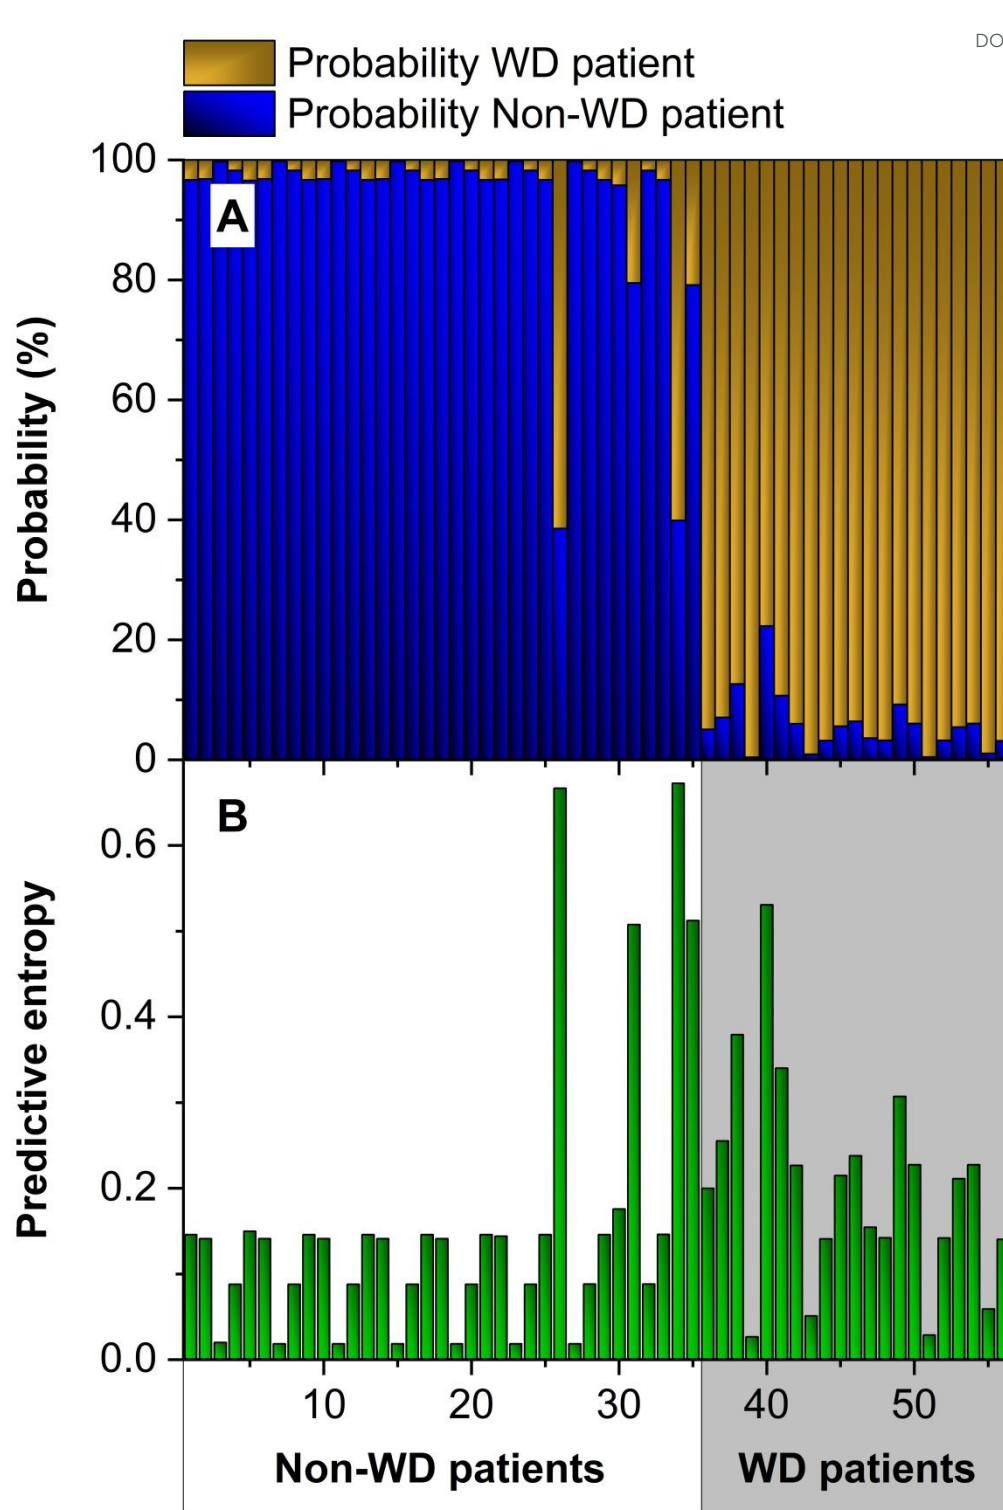 DO
Probability WD patient
Probability Non-WD patient
100
A
80
60
40
20
0
Probability (%)
B
0.6
0.4
0.2
0.0
Predictive entropy
10 20 30 40 50
Non-WD patients WD patients